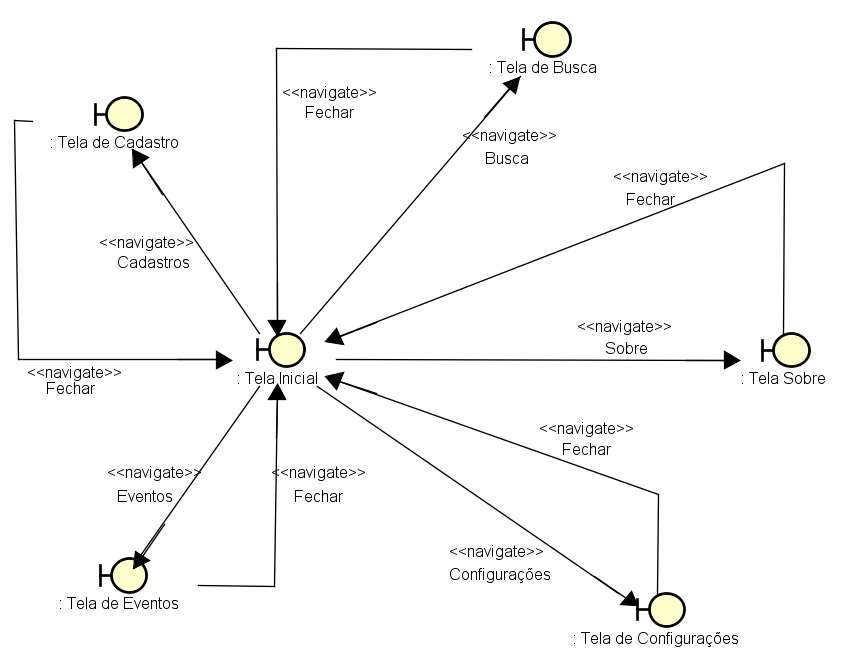 : Tela de Busca
<<navigate>>
Fechar
: Tela de Cadastro
<<navigate>>
Busca
<<navigate>>
Fechar
<<navigate>>
Cadastros
<<navigate>>
Sobre
<<navigate>>
Fechar
: Tela Inicial
: Tela Sobre
<<navigate>>
Fechar
<<navigate>>
Eventos
<<navigate>>
Fechar
<<navigate>>
Configurações
: Tela de Eventos
: Tela de Configurações